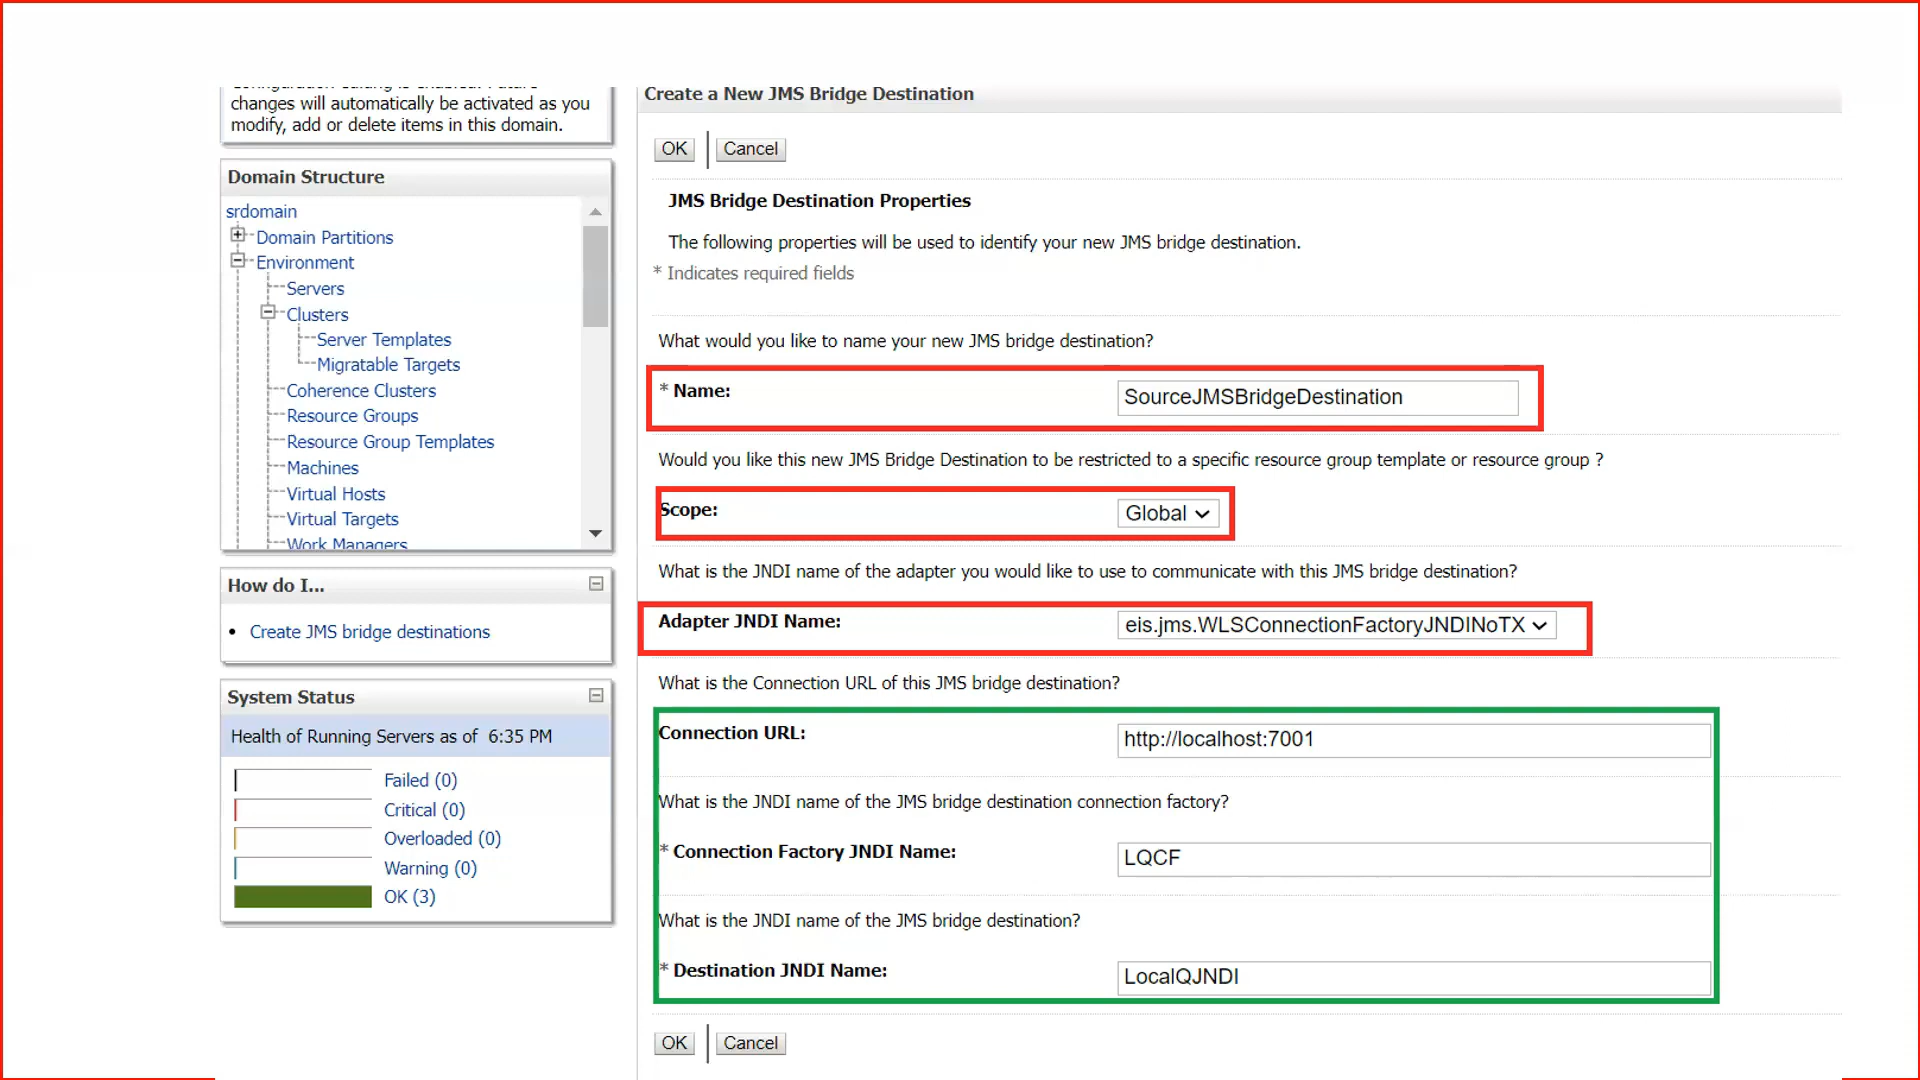 changes will automatically be activated as you
modify, add or delete items in this domain.
Domain Structure
srdomain
Domain Partitions
Environment
Servers
Clusters
Server Templates
Migratable Targets
Coherence Clusters
Resource Groups
Resource Group Templates
Machines
Virtual Hosts
Virtual Targets
Work Managers
How do I...
• Create JMS bridge destinations
System Status
Health of Running Servers as of 6:35 PM
Failed (0)
Critical (0)
Overloaded (0)
Warning (0)
OK (3)
Create a New JMS Bridge Destination
OK Cancel
JMS Bridge Destination Properties
The following properties will be used to identify your new JMS bridge destination.
* Indicates required fields
What would you like to name your new JMS bridge destination?
* Name: SourceJMSBridgeDestination
Would you like this new JMS Bridge Destination to be restricted to a specific resource group template or resource group ?
Scope: Global
What is the JNDI name of the adapter you would like to use to communicate with this JMS bridge destination?
Adapter JNDI Name: eis.jms.WLSConnectionFactoryJNDINoTX
What is the Connection URL of this JMS bridge destination?
Connection URL: http://localhost:7001
What is the JNDI name of the JMS bridge destination connection factory?
* Connection Factory JNDI Name: LQCF
What is the JNDI name of the JMS bridge destination?
* Destination JNDI Name: LocalQJNDI
OK Cancel